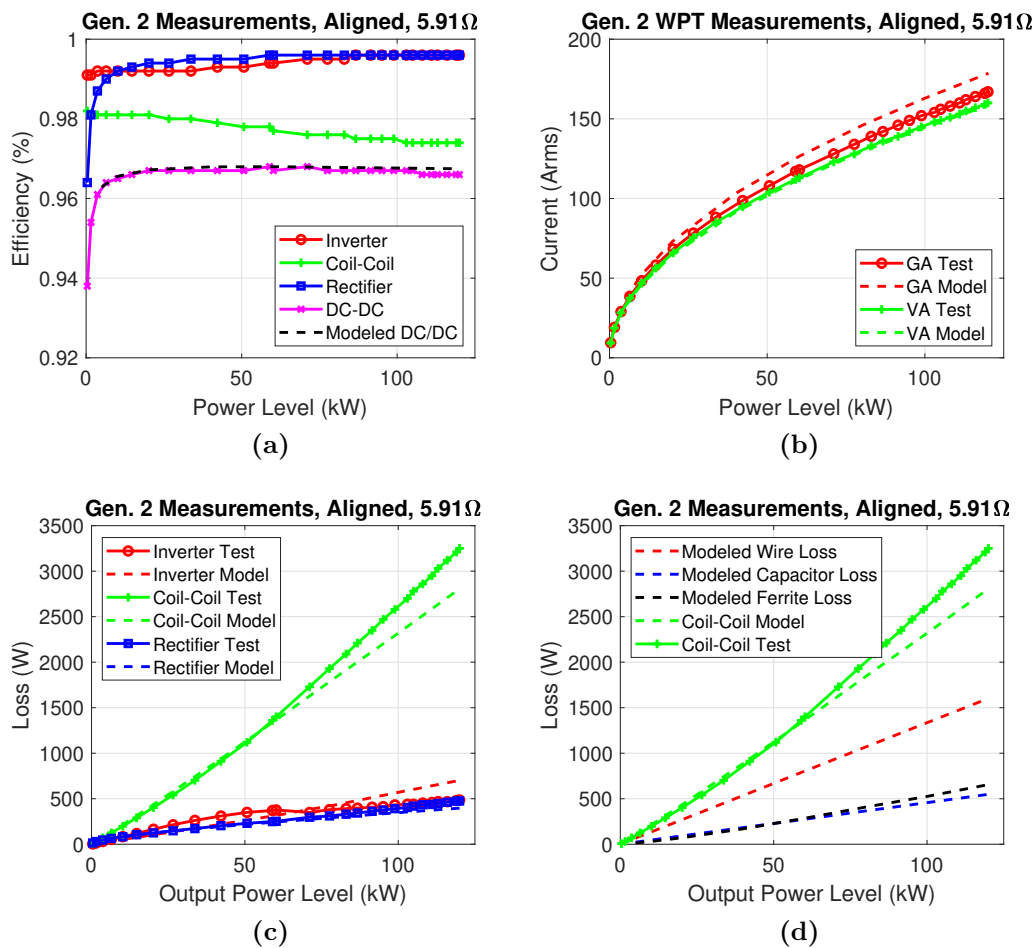 Gen. 2 Measurements, Aligned, 5.91Ω
1
0.98
0.96
0.94
0.92
Efficiency (%)
Inverter
Coil-Coil
Rectifier
DC-DC
Modeled DC/DC
0
50
100
Power Level (kW)
(a)
Gen. 2 WPT Measurements, Aligned, 5.91Ω
200
150
100
50
0
Current (Arms)
GA Test
GA Model
VA Test
VA Model
0
50
100
Power Level (kW)
(b)
Gen. 2 Measurements, Aligned, 5.91Ω
3500
3000
2500
2000
1500
1000
500
0
Loss (W)
Inverter Test
Inverter Model
Coil-Coil Test
Coil-Coil Model
Rectifier Test
Rectifier Model
0
50
100
Output Power Level (kW)
(c)
Gen. 2 Measurements, Aligned, 5.91Ω
3500
3000
2500
2000
1500
1000
500
0
Loss (W)
Modeled Wire Loss
Modeled Capacitor Loss
Modeled Ferrite Loss
Coil-Coil Model
Coil-Coil Test
0
50
100
Output Power Level (kW)
(d)